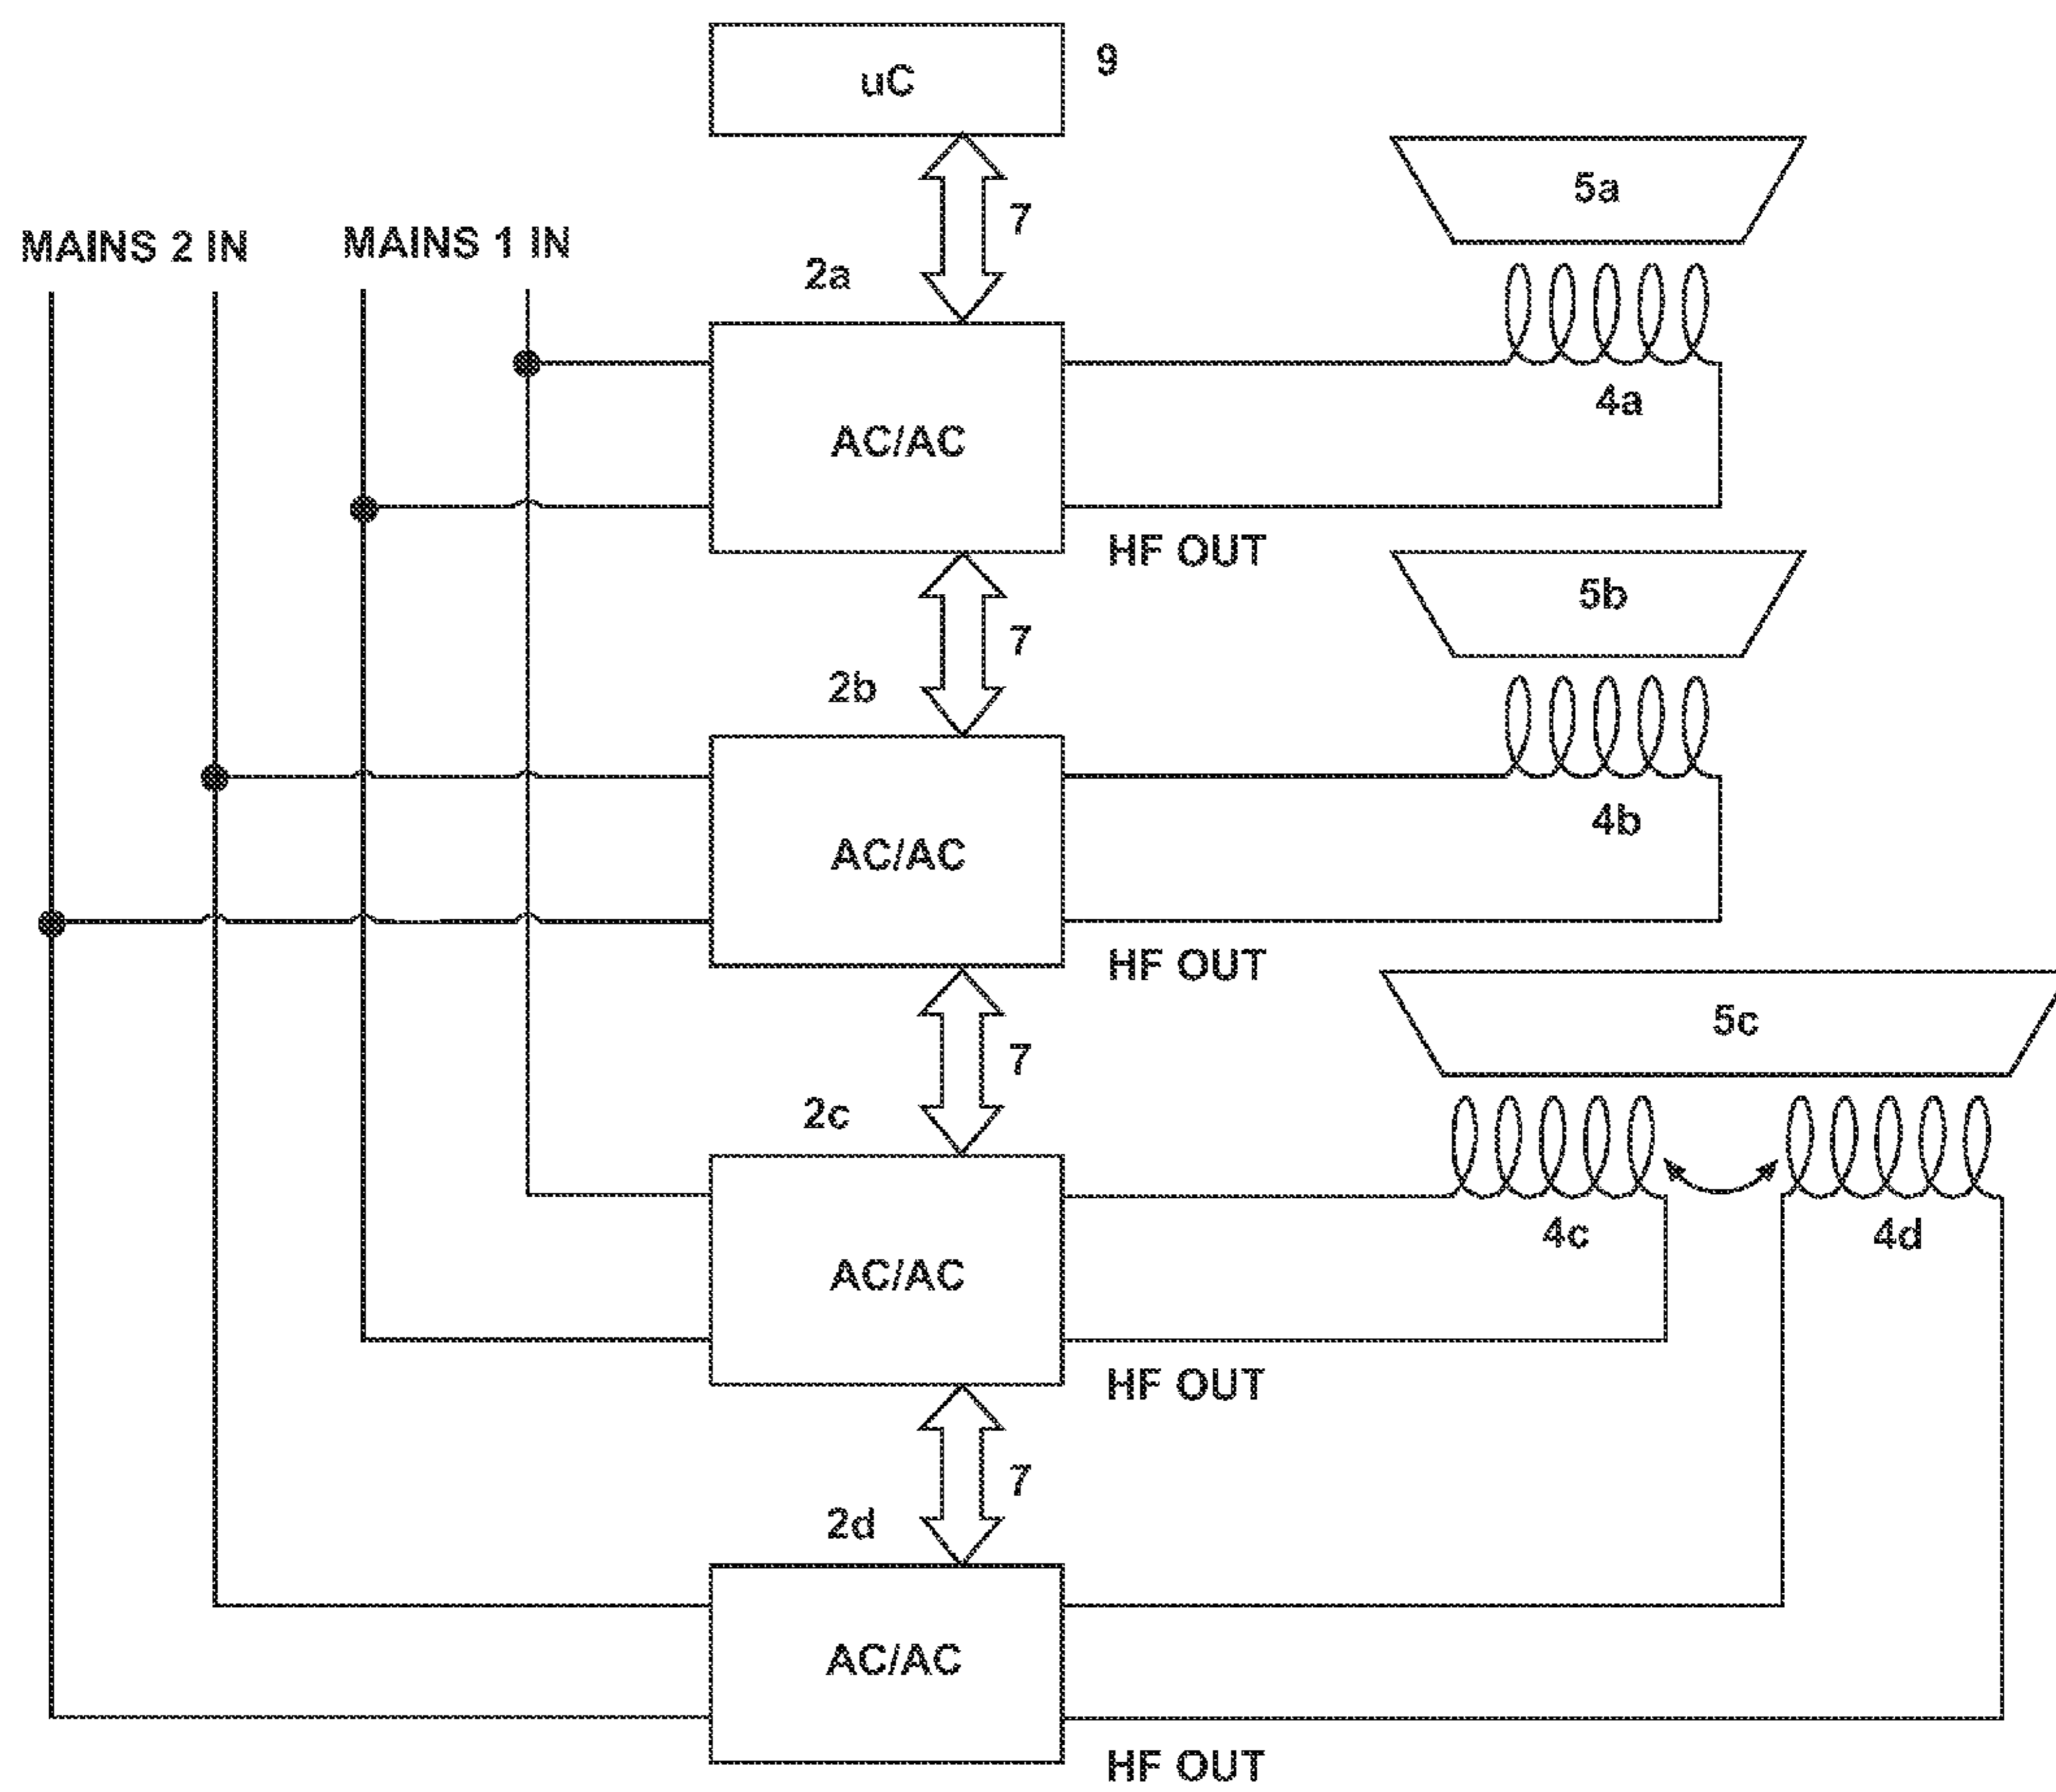 uC
9
5a
7
MAINS 2 IN
MAINS 1 IN
2a
4a
AC/AC
HF OUT
5b
7
2b
4b
AC/AC
HF OUT
5c
7
2c
4c
4d
AC/AC
HF OUT
7
2d
AC/AC
HF OUT